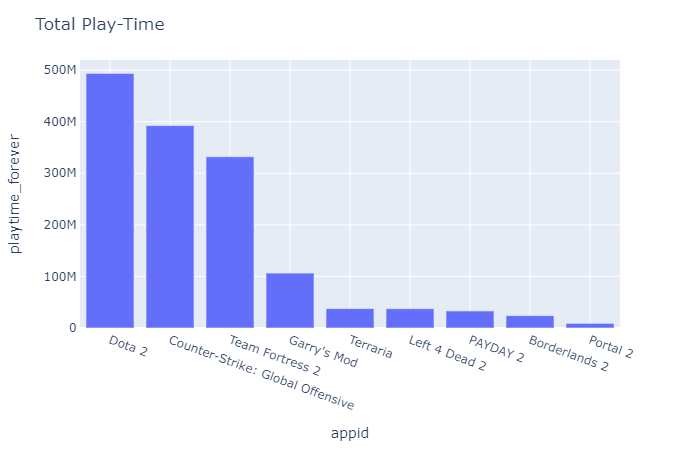 Total Play-Time
playtime_forever
500M
400M
300M
200M
100M
0
Dota 2
Counter-Strike: Global Offensive
Team Fortress 2
Garry's Mod
Terraria
Left 4 Dead 2
PAYDAY 2
Borderlands 2
Portal 2
appid